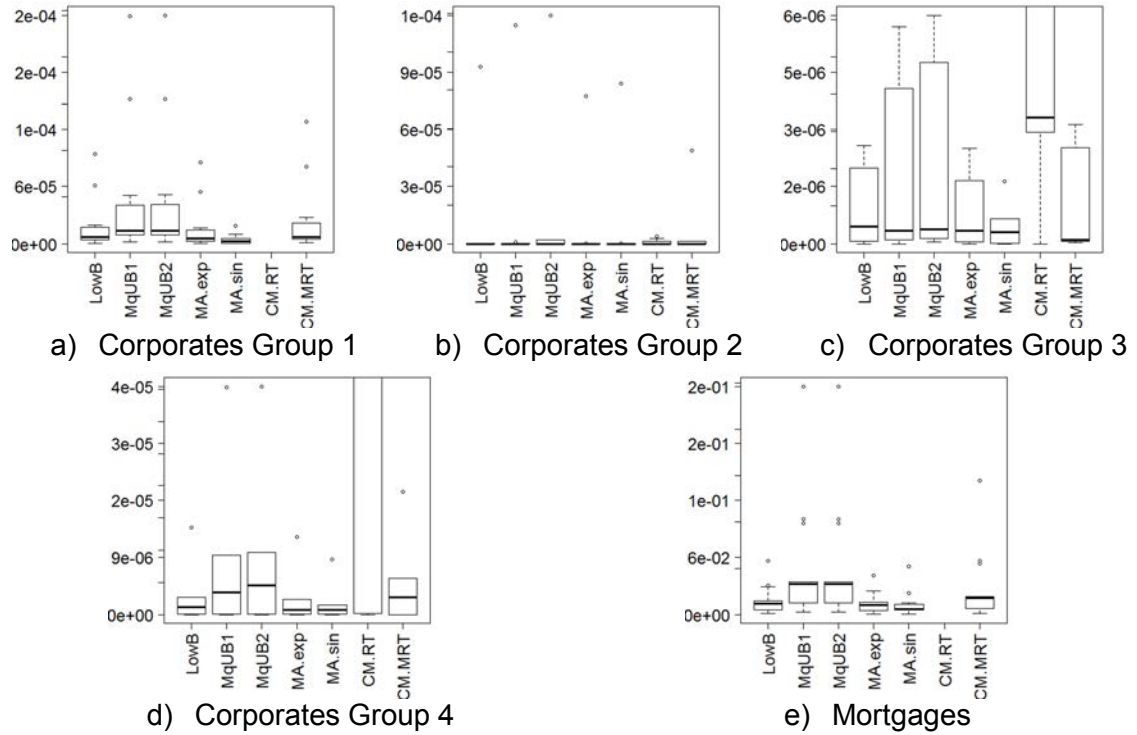 2e-04
2e-04
1e-04
6e-05
0e+00
LowB
MqUB1
MqUB2
MA.exp
MA.sin
CM.RT
CM.MRT
a) Corporates Group 1
1e-04
9e-05
6e-05
3e-05
0e+00
LowB
MqUB1
MqUB2
MA.exp
MA.sin
CM.RT
CM.MRT
b) Corporates Group 2
6e-06
5e-06
3e-06
2e-06
0e+00
LowB
MqUB1
MqUB2
MA.exp
MA.sin
CM.RT
CM.MRT
c) Corporates Group 3
4e-05
3e-05
2e-05
9e-06
0e+00
LowB
MqUB1
MqUB2
MA.exp
MA.sin
CM.RT
CM.MRT
d) Corporates Group 4
2e-01
2e-01
1e-01
6e-02
0e+00
LowB
MqUB1
MqUB2
MA.exp
MA.sin
CM.RT
CM.MRT
e) Mortgages